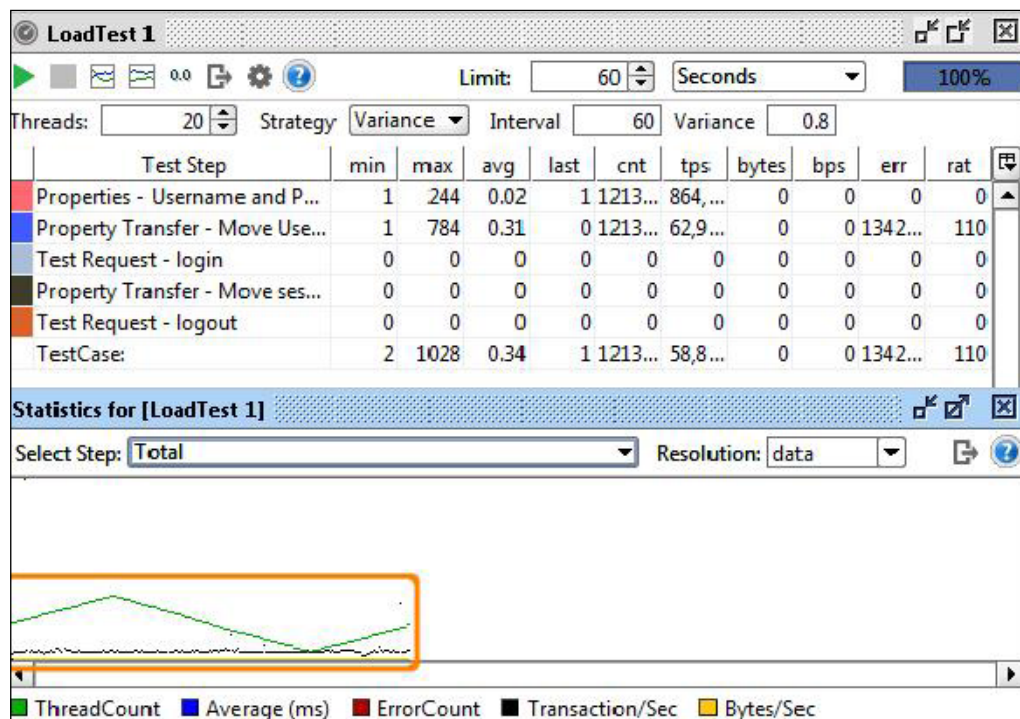 LoadTest 1
0.0 ? Limit: 60 Seconds 100%
Threads: 20 Strategy Variance Interval 60 Variance 0.8
Test Step min max avg last cnt tps bytes bps err rat
Properties - Username and P... 1 244 0.02 1 1213... 864,... 0 0 0 0
Property Transfer - Move Use... 1 784 0.31 0 1213... 62,9... 0 0 1342... 110
Test Request - login 0 0 0 0 0 0 0 0 0 0
Property Transfer - Move ses... 0 0 0 0 0 0 0 0 0 0
Test Request - logout 0 0 0 0 0 0 0 0 0 0
TestCase: 2 1028 0.34 1 1213... 58,8... 0 0 1342... 110
Statistics for [LoadTest 1]
Select Step: Total Resolution: data ?
ThreadCount Average (ms) ErrorCount Transaction/Sec Bytes/Sec